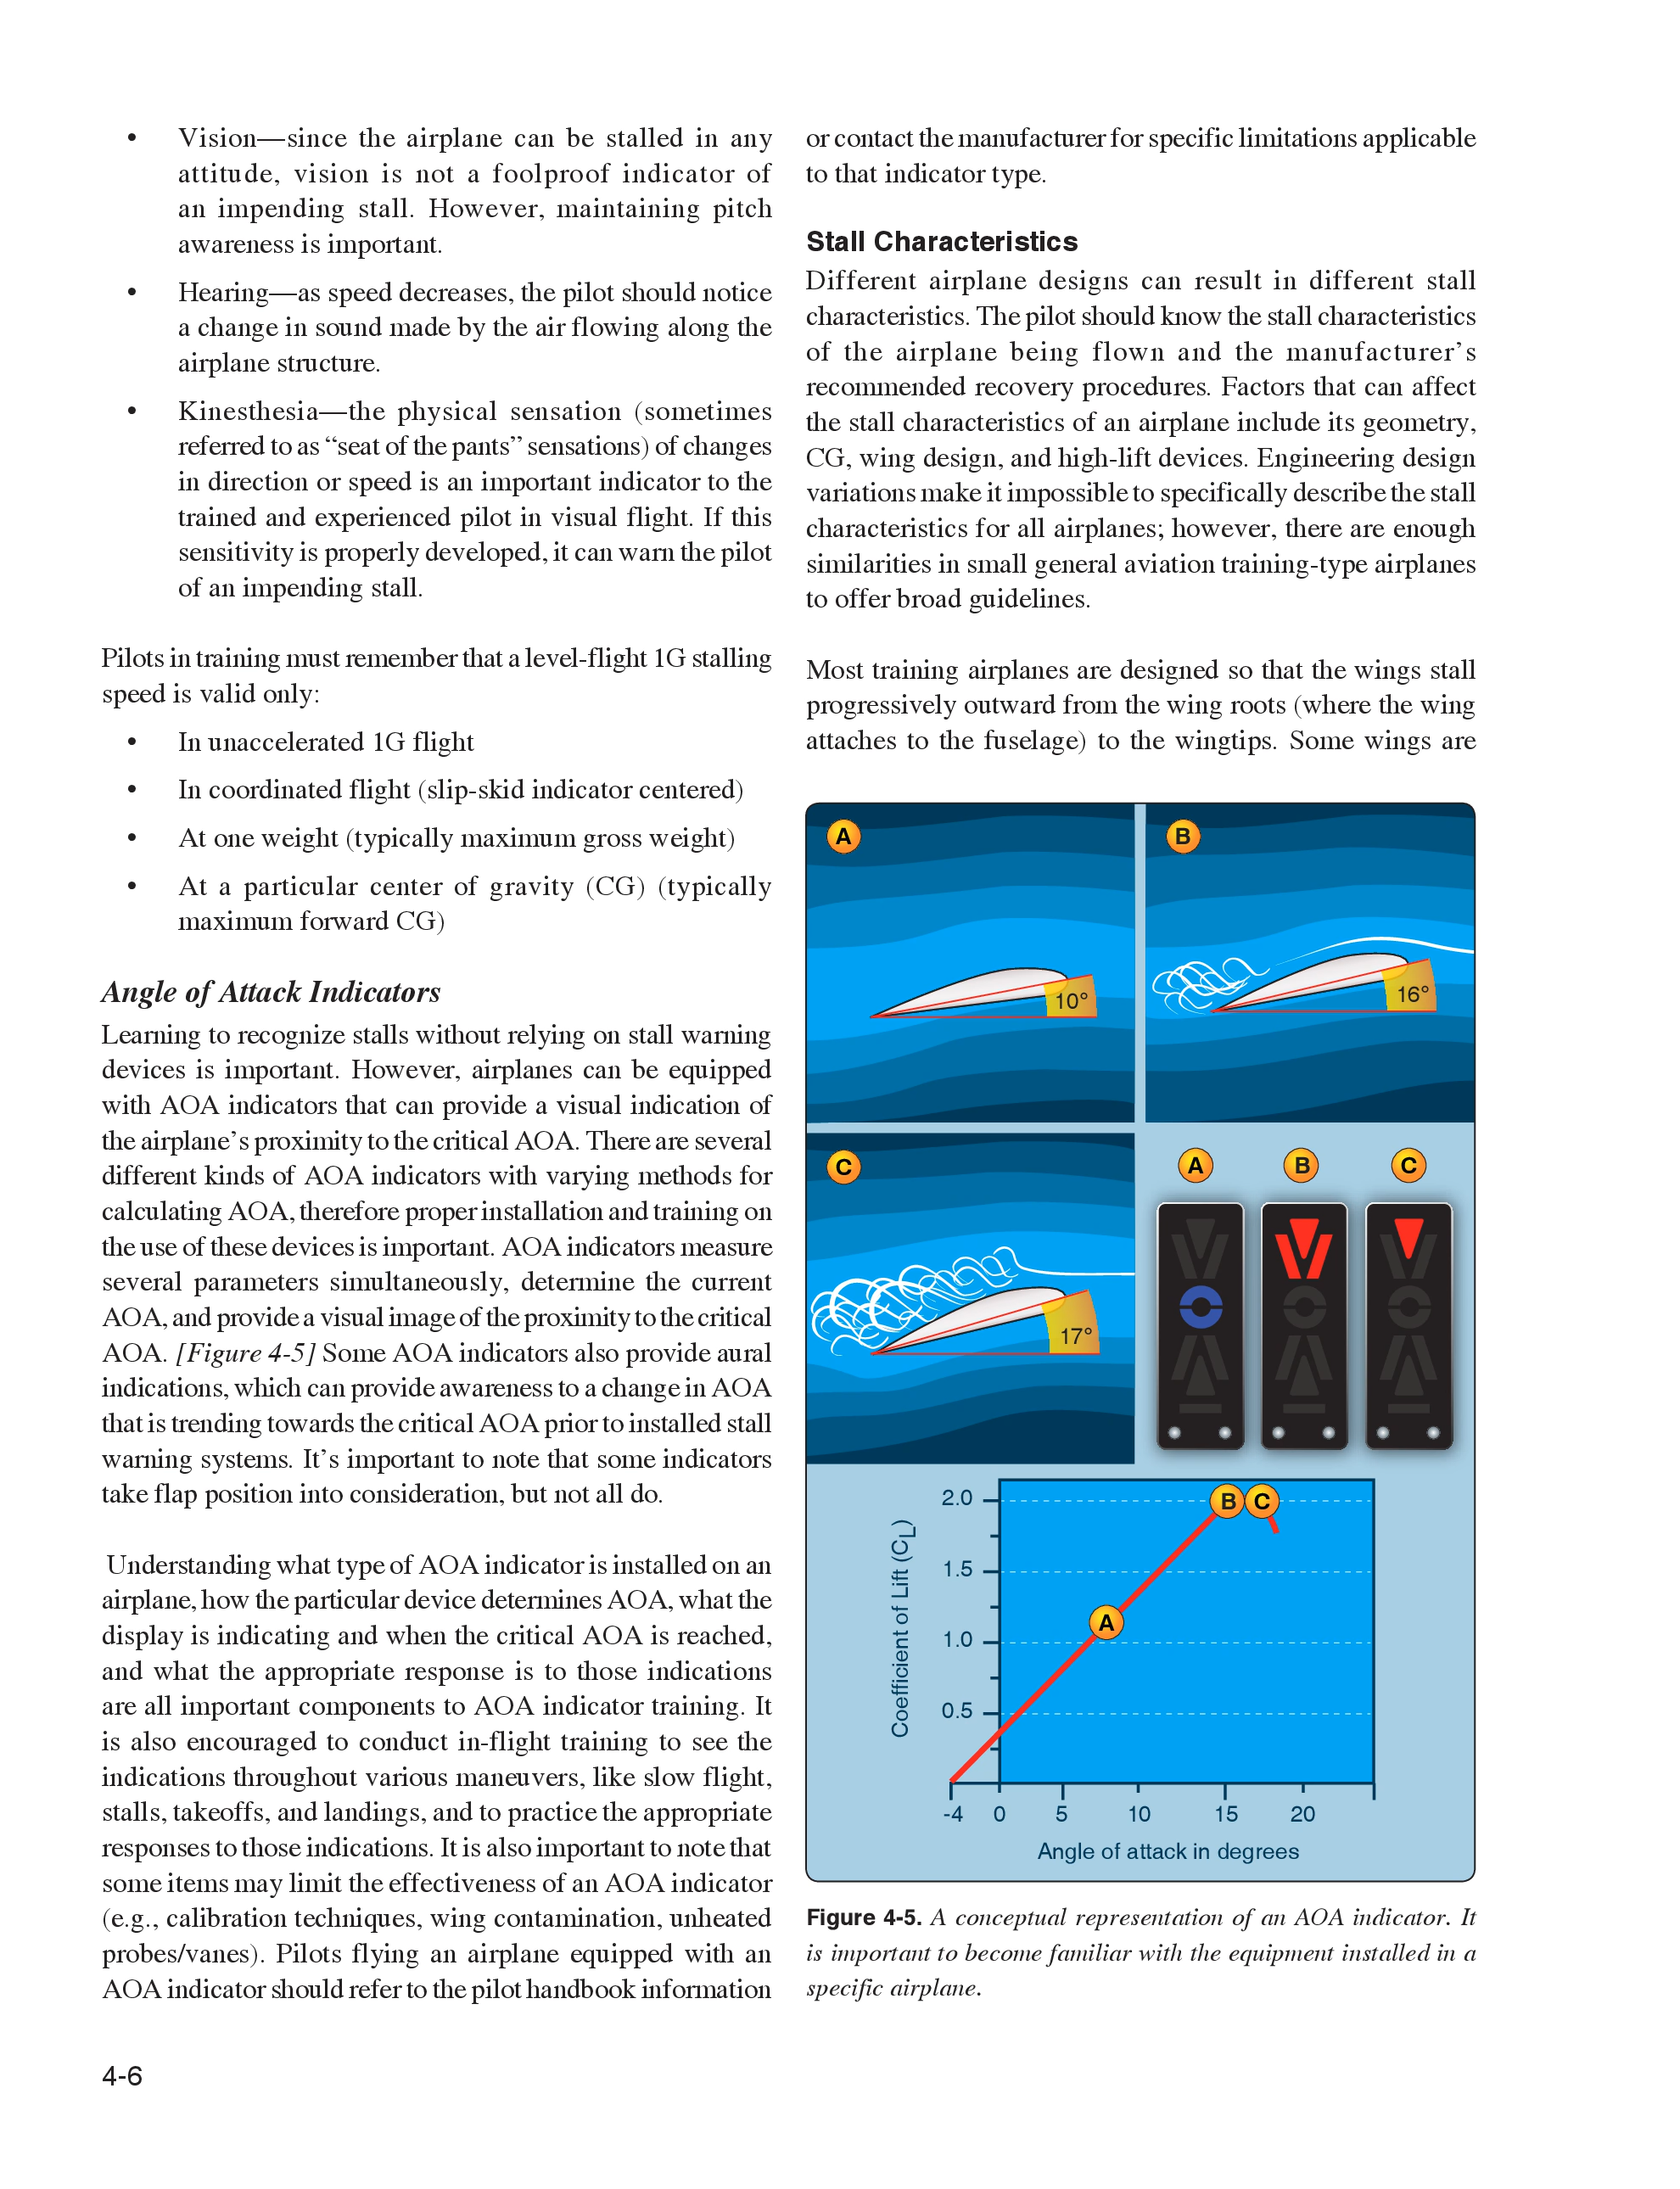 •	Vision—since the airplane can be stalled in any
attitude, vision is not a foolproof indicator of
an impending stall. However, maintaining pitch
awareness is important.
•	Hearing—as speed decreases, the pilot should notice
a change in sound made by the air flowing along the
airplane structure.
•	Kinesthesia—the physical sensation (sometimes
referred to as “seat of the pants” sensations) of changes
in direction or speed is an important indicator to the
trained and experienced pilot in visual flight. If this
sensitivity is properly developed, it can warn the pilot
of an impending stall.
Pilots in training must remember that a level-flight 1G stalling
speed is valid only:
•	In unaccelerated 1G flight
•	In coordinated flight (slip-skid indicator centered)
•	At one weight (typically maximum gross weight)
•	At a particular center of gravity (CG) (typically
maximum forward CG)
Angle of Attack Indicators
Learning to recognize stalls without relying on stall warning
devices is important. However, airplanes can be equipped
with AOA indicators that can provide a visual indication of
the airplane’s proximity to the critical AOA. There are several
different kinds of AOA indicators with varying methods for
calculating AOA, therefore proper installation and training on
the use of these devices is important. AOA indicators measure
several parameters simultaneously, determine the current
AOA, and provide a visual image of the proximity to the critical
AOA. [Figure 4-5] Some AOA indicators also provide aural
indications, which can provide awareness to a change in AOA
that is trending towards the critical AOA prior to installed stall
warning systems. It’s important to note that some indicators
take flap position into consideration, but not all do.
Understanding what type of AOA indicator is installed on an
airplane, how the particular device determines AOA, what the
display is indicating and when the critical AOA is reached,
and what the appropriate response is to those indications
are all important components to AOA indicator training. It
is also encouraged to conduct in-flight training to see the
indications throughout various maneuvers, like slow flight,
stalls, takeoffs, and landings, and to practice the appropriate
responses to those indications. It is also important to note that
some items may limit the effectiveness of an AOA indicator
(e.g., calibration techniques, wing contamination, unheated
probes/vanes). Pilots flying an airplane equipped with an
AOA indicator should refer to the pilot handbook information
or contact the manufacturer for specific limitations applicable
to that indicator type.
Stall Characteristics
Different airplane designs can result in different stall
characteristics. The pilot should know the stall characteristics
of the airplane being flown and the manufacturer’s
recommended recovery procedures. Factors that can affect
the stall characteristics of an airplane include its geometry,
CG, wing design, and high-lift devices. Engineering design
variations make it impossible to specifically describe the stall
characteristics for all airplanes; however, there are enough
similarities in small general aviation training-type airplanes
to offer broad guidelines.
Most training airplanes are designed so that the wings stall
progressively outward from the wing roots (where the wing
attaches to the fuselage) to the wingtips. Some wings are
A
10°
B
16°
C
17°
A B C
2.0
1.5
1.0
0.5
Coefficient of Lift (CL)
B C
A
-4 0 5 10 15 20
Angle of attack in degrees
Figure 4-5. A conceptual representation of an AOA indicator. It
is important to become familiar with the equipment installed in a
specific airplane.
4-6